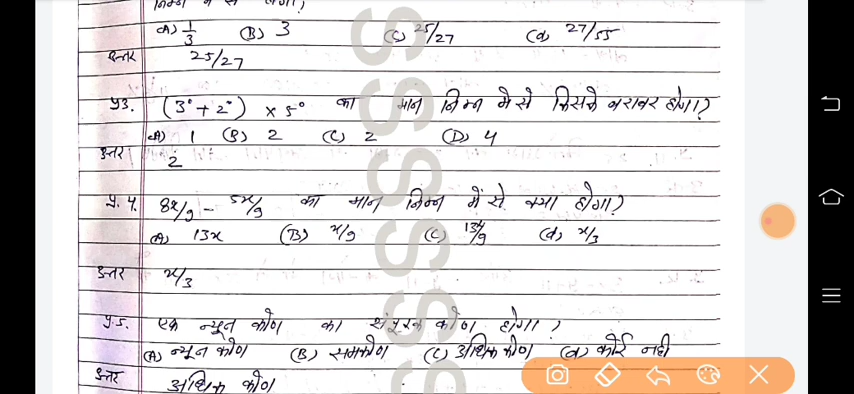 निम्न में से होगा?
(A) 1/3 (B) 3 (C) 25/27 (d) 27/55
उत्तर 25/27
प्र3. (3° + 2°) × 5° का मान निम्न मे से किसके बराबर होगा?
(A) 1 (B) 2 (C) 2 (D) 4
उत्तर 2
प्र.4. 8x/9 - 5x/9 का मान निम्न में से क्या होगा?
(A) 13x (B) x/9 (C) 13x/9 (d) x/3
उत्तर x/3
प्र.5. एक न्यून कोण का संपूरक कोण होगा?
(A) न्यून कोण (B) समकोण (C) अधिक कोण (d) कोई नही
उत्तर अधिक कोण
SSSSSS